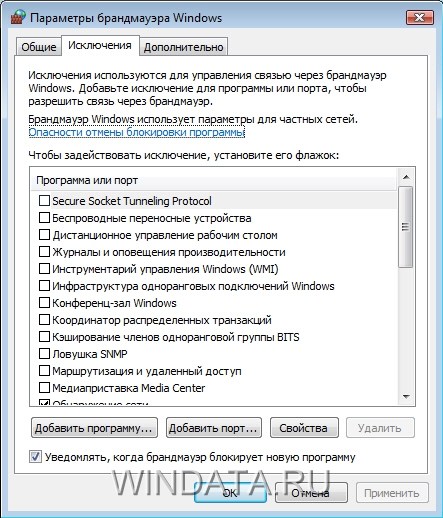 Параметры брандмауэра Windows
Общие
Исключения
Дополнительно
Исключения используются для управления связью через брандмауэр
Windows. Добавьте исключение для программы или порта, чтобы
разрешить связь через брандмауэр.
Брандмауэр Windows использует параметры для частных сетей.
Опасности отмены блокировки программы
Чтобы задействовать исключение, установите его флажок:
Программа или порт
Secure Socket Tunneling Protocol
Беспроводные переносные устройства
Дистанционное управление рабочим столом
Журналы и оповещения производительности
Инструментарий управления Windows (WMI)
Инфраструктура одноранговых подключений Windows
Конференц-зал Windows
Координатор распределенных транзакций
Кэширование членов одноранговой группы BITS
Ловушка SNMP
Маршрутизация и удаленный доступ
Медиаприставка Media Center
Обнаружение сети
Добавить программу...
Добавить порт...
Свойства
Удалить
Уведомлять, когда брандмауэр блокирует новую программу
WINDATA.RU
ОК
Отмена
Применить